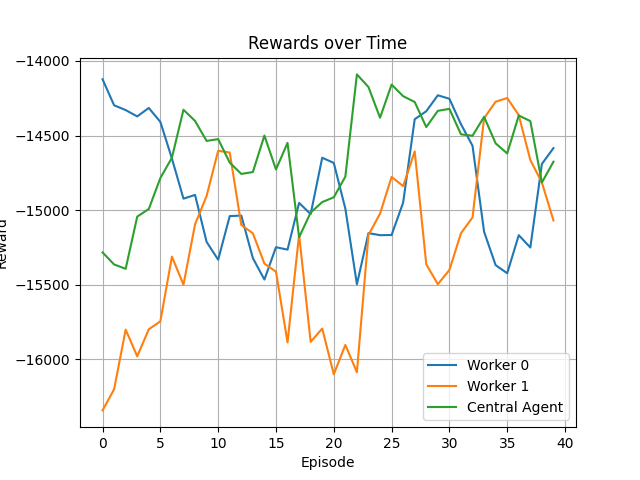 Rewards over Time
Reward
−14000
−14500
−15000
−15500
−16000
0 5 10 15 20 25 30 35 40
Episode
Worker 0
Worker 1
Central Agent